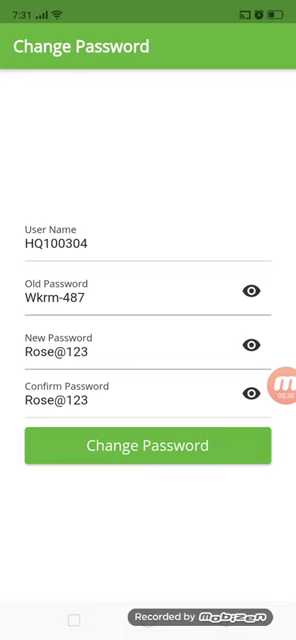 7:31
Change Password
User Name
HQ100304
Old Password
Wkrm-487
New Password
Rose@123
Confirm Password
Rose@123
Change Password
Recorded by mobizen